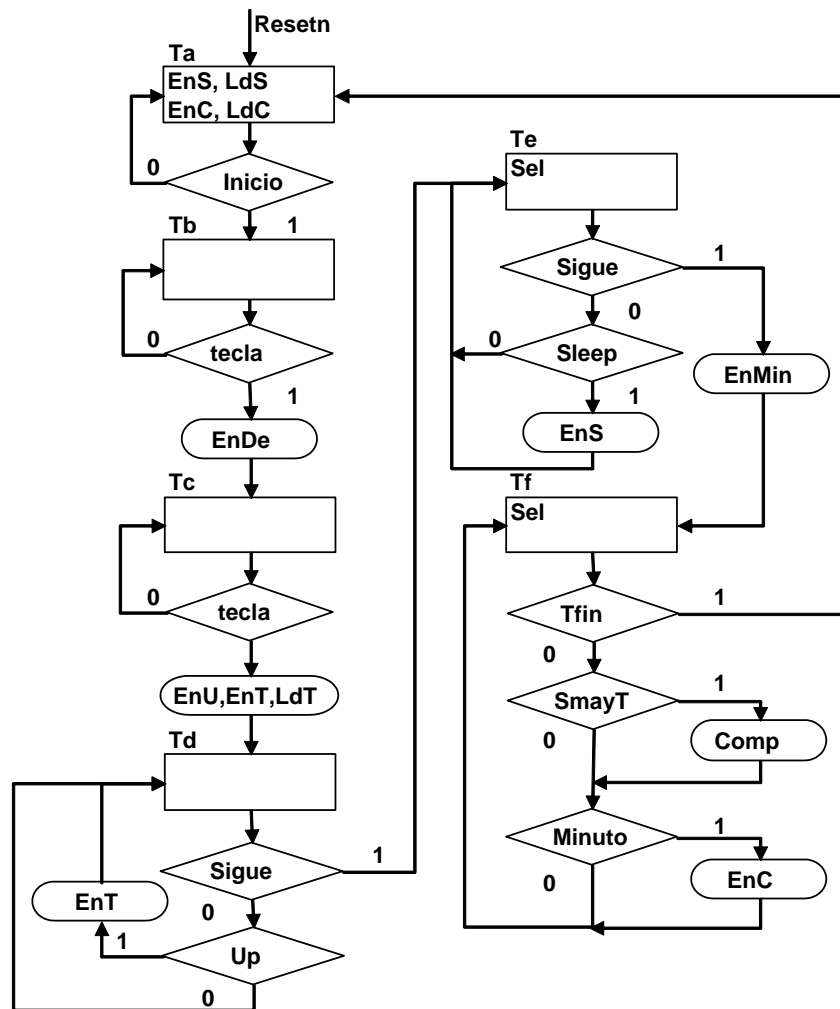 Resetn
Ta
EnS, LdS
EnC, LdC
0
Inicio
1
Tb
0
tecla
1
EnDe
Tc
0
tecla
EnU,EnT,LdT
Td
Sigue
1
0
EnT
1
Up
0
Te
Sel
Sigue
1
0
0
Sleep
1
EnMin
EnS
Tf
Sel
Tfin
1
0
SmayT
1
0
Comp
Minuto
1
0
EnC